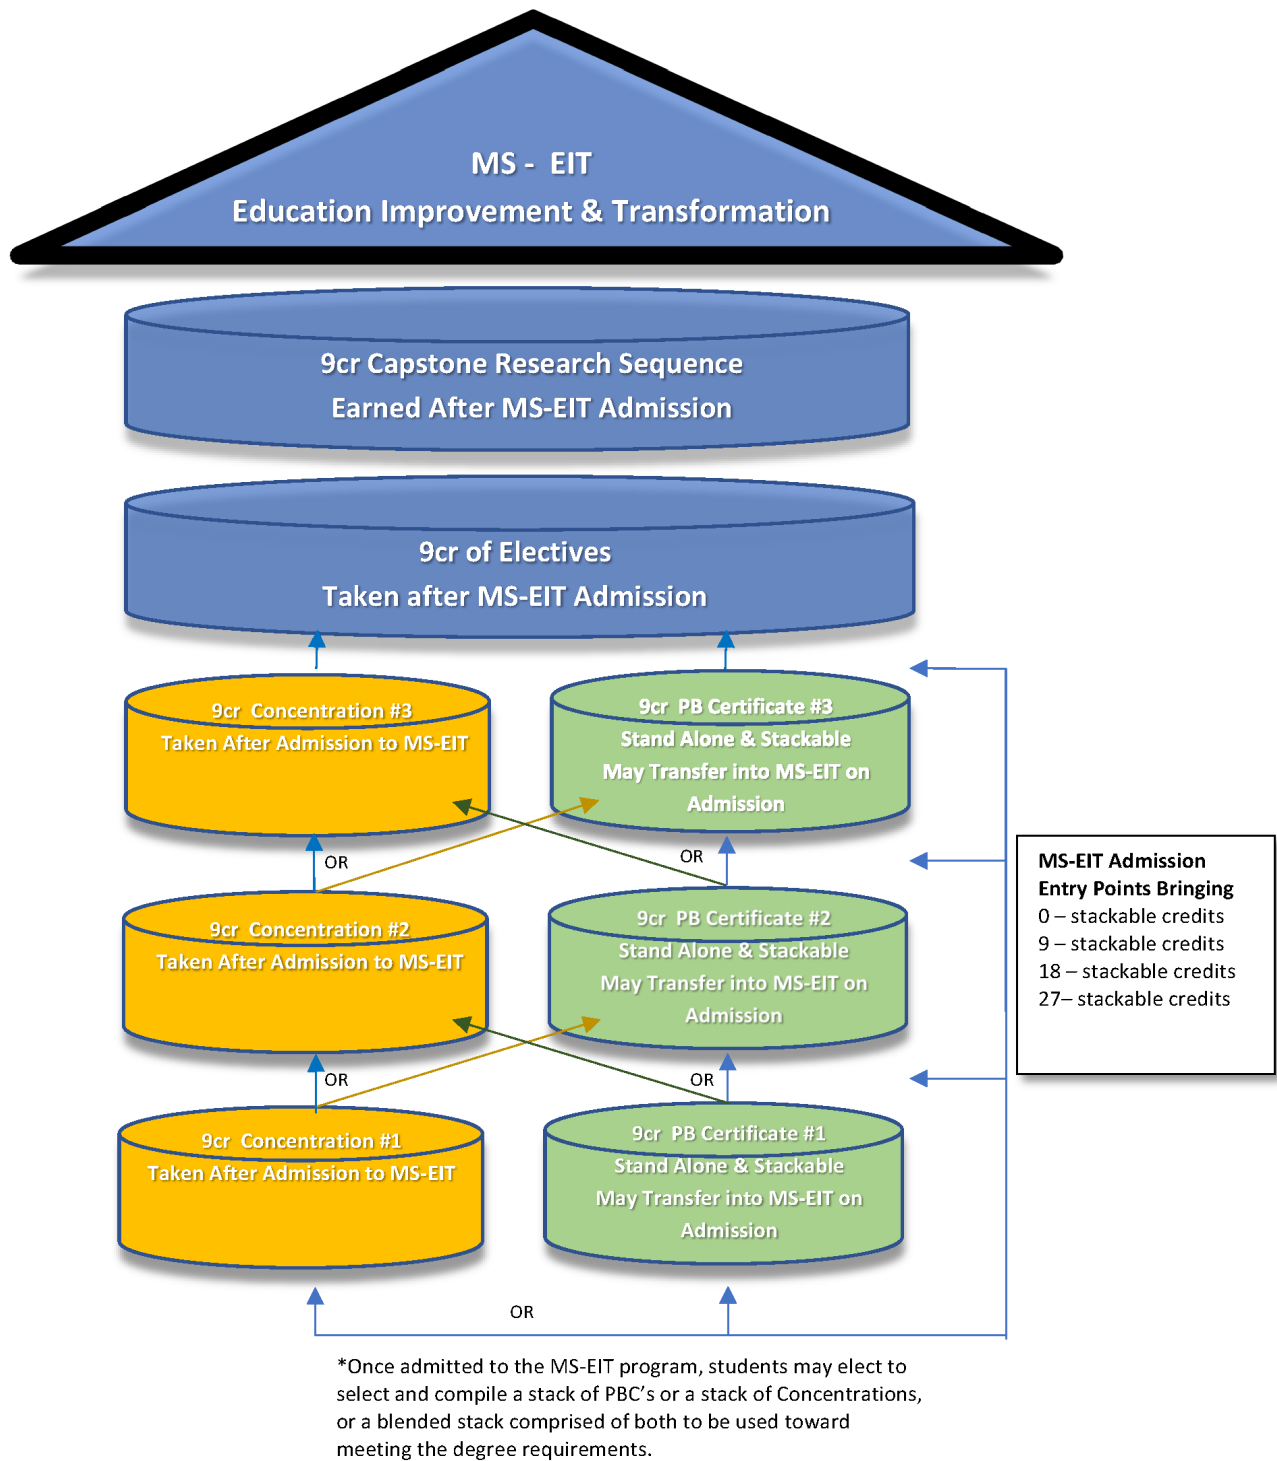 MS - EIT
Education Improvement & Transformation
9cr Capstone Research Sequence
Earned After MS-EIT Admission
9cr of Electives
Taken after MS-EIT Admission
9cr Concentration #3
Taken After Admission to MS-EIT
9cr PB Certificate #3
Stand Alone & Stackable
May Transfer into MS-EIT on
Admission
OR
OR
9cr Concentration #2
Taken After Admission to MS-EIT
9cr PB Certificate #2
Stand Alone & Stackable
May Transfer into MS-EIT on
Admission
MS-EIT Admission
Entry Points Bringing
0 – stackable credits
9 – stackable credits
18 – stackable credits
27– stackable credits
OR
OR
9cr Concentration #1
Taken After Admission to MS-EIT
9cr PB Certificate #1
Stand Alone & Stackable
May Transfer into MS-EIT on
Admission
OR
*Once admitted to the MS-EIT program, students may elect to
select and compile a stack of PBC’s or a stack of Concentrations,
or a blended stack comprised of both to be used toward
meeting the degree requirements.